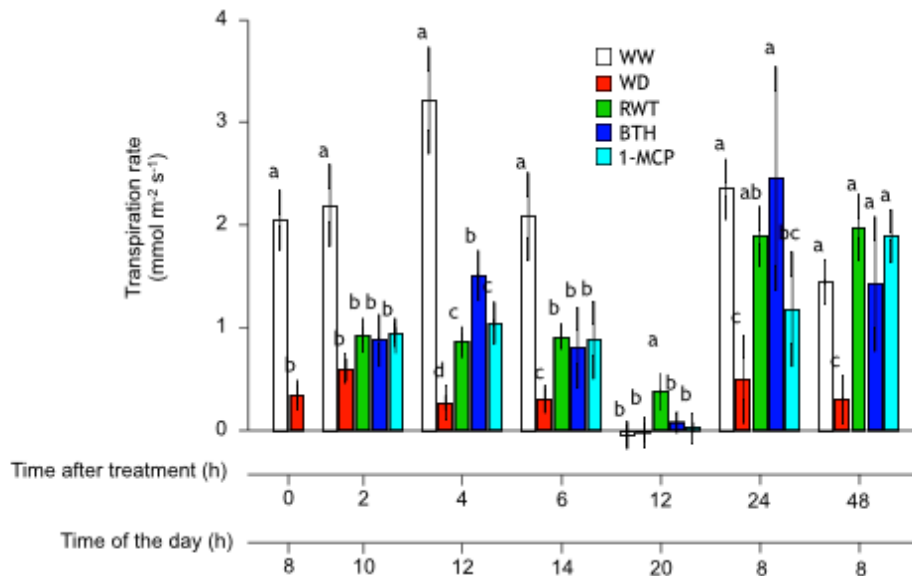 4
3
2
1
0
Transpiration rate
(mmol m⁻² s⁻¹)
WW
WD
RWT
BTH
1-MCP
a b
a b b b b
a d c b c
a c b b b
b b a b b
a c ab a bc
a c a a a
Time after treatment (h)
0 2 4 6 12 24 48
Time of the day (h)
8 10 12 14 20 8 8